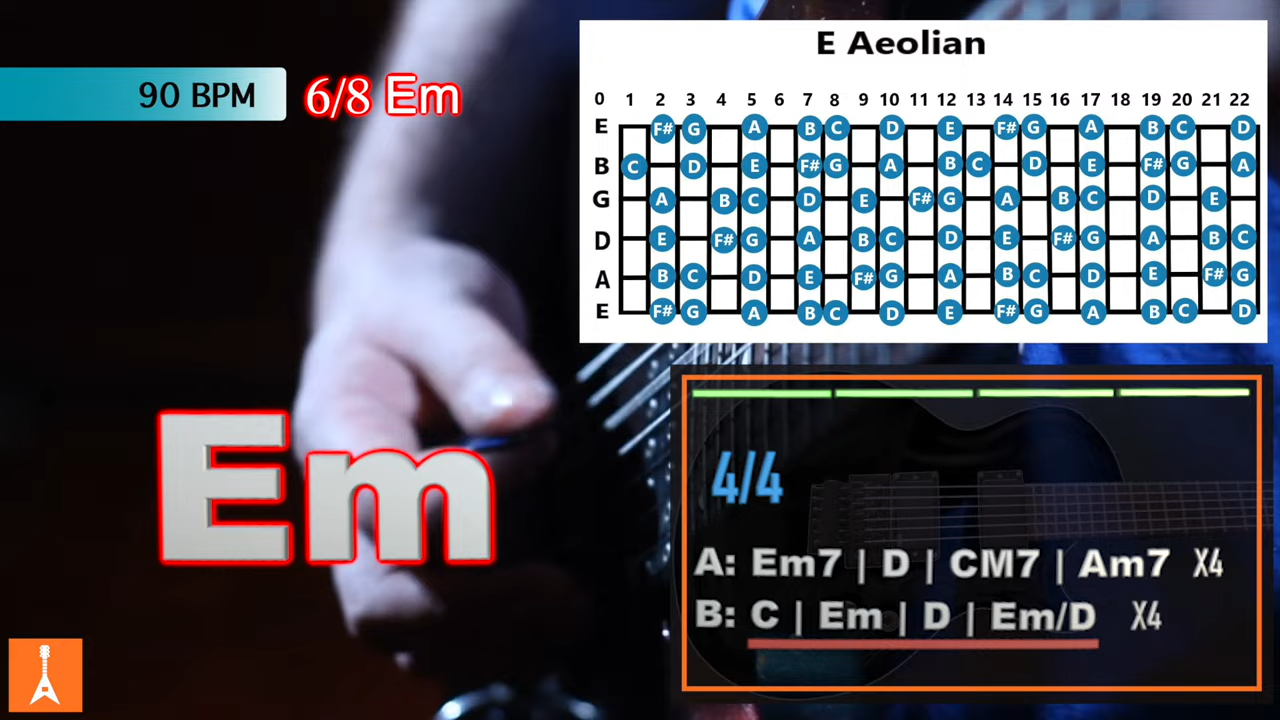 90 BPM 6/8 Em
E Aeolian
0 1 2 3 4 5 6 7 8 9 10 11 12 13 14 15 16 17 18 19 20 21 22
E F# G A B C D E F# G A B C D
B C D E F# G A B C D E F# G A
G A B C D E F# G A B C D E
D E F# G A B C D E F# G A B C
A B C D E F# G A B C D E F# G
E F# G A B C D E F# G A B C D
Em
4/4
A: Em7 | D | CM7 | Am7 X4
B: C | Em | D | Em/D X4